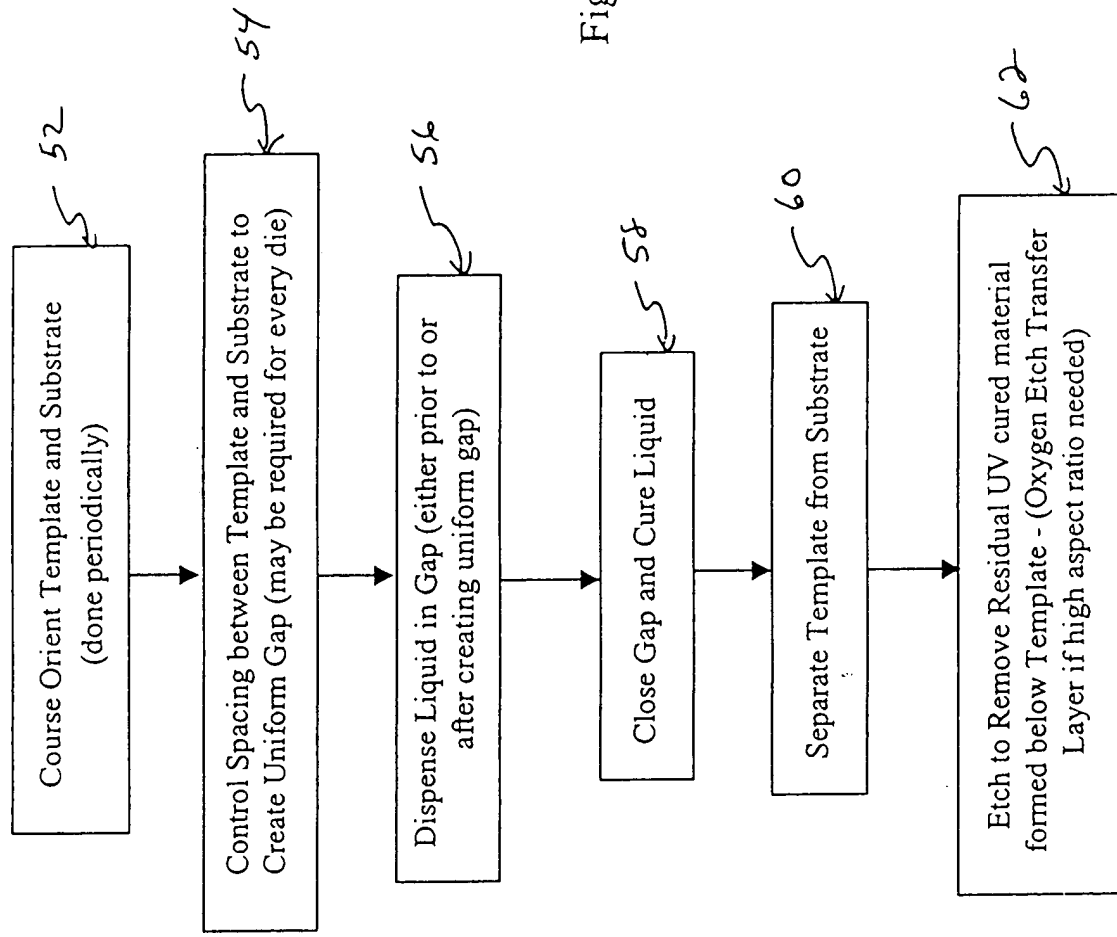 Course Orient Template and Substrate
(done periodically)
52
Control Spacing between Template and Substrate to
Create Uniform Gap (may be required for every die)
54
Dispense Liquid in Gap (either prior to or
after creating uniform gap)
56
Close Gap and Cure Liquid
58
Separate Template from Substrate
60
Etch to Remove Residual UV cured material
formed below Template - (Oxygen Etch Transfer
Layer if high aspect ratio needed)
62
Fig